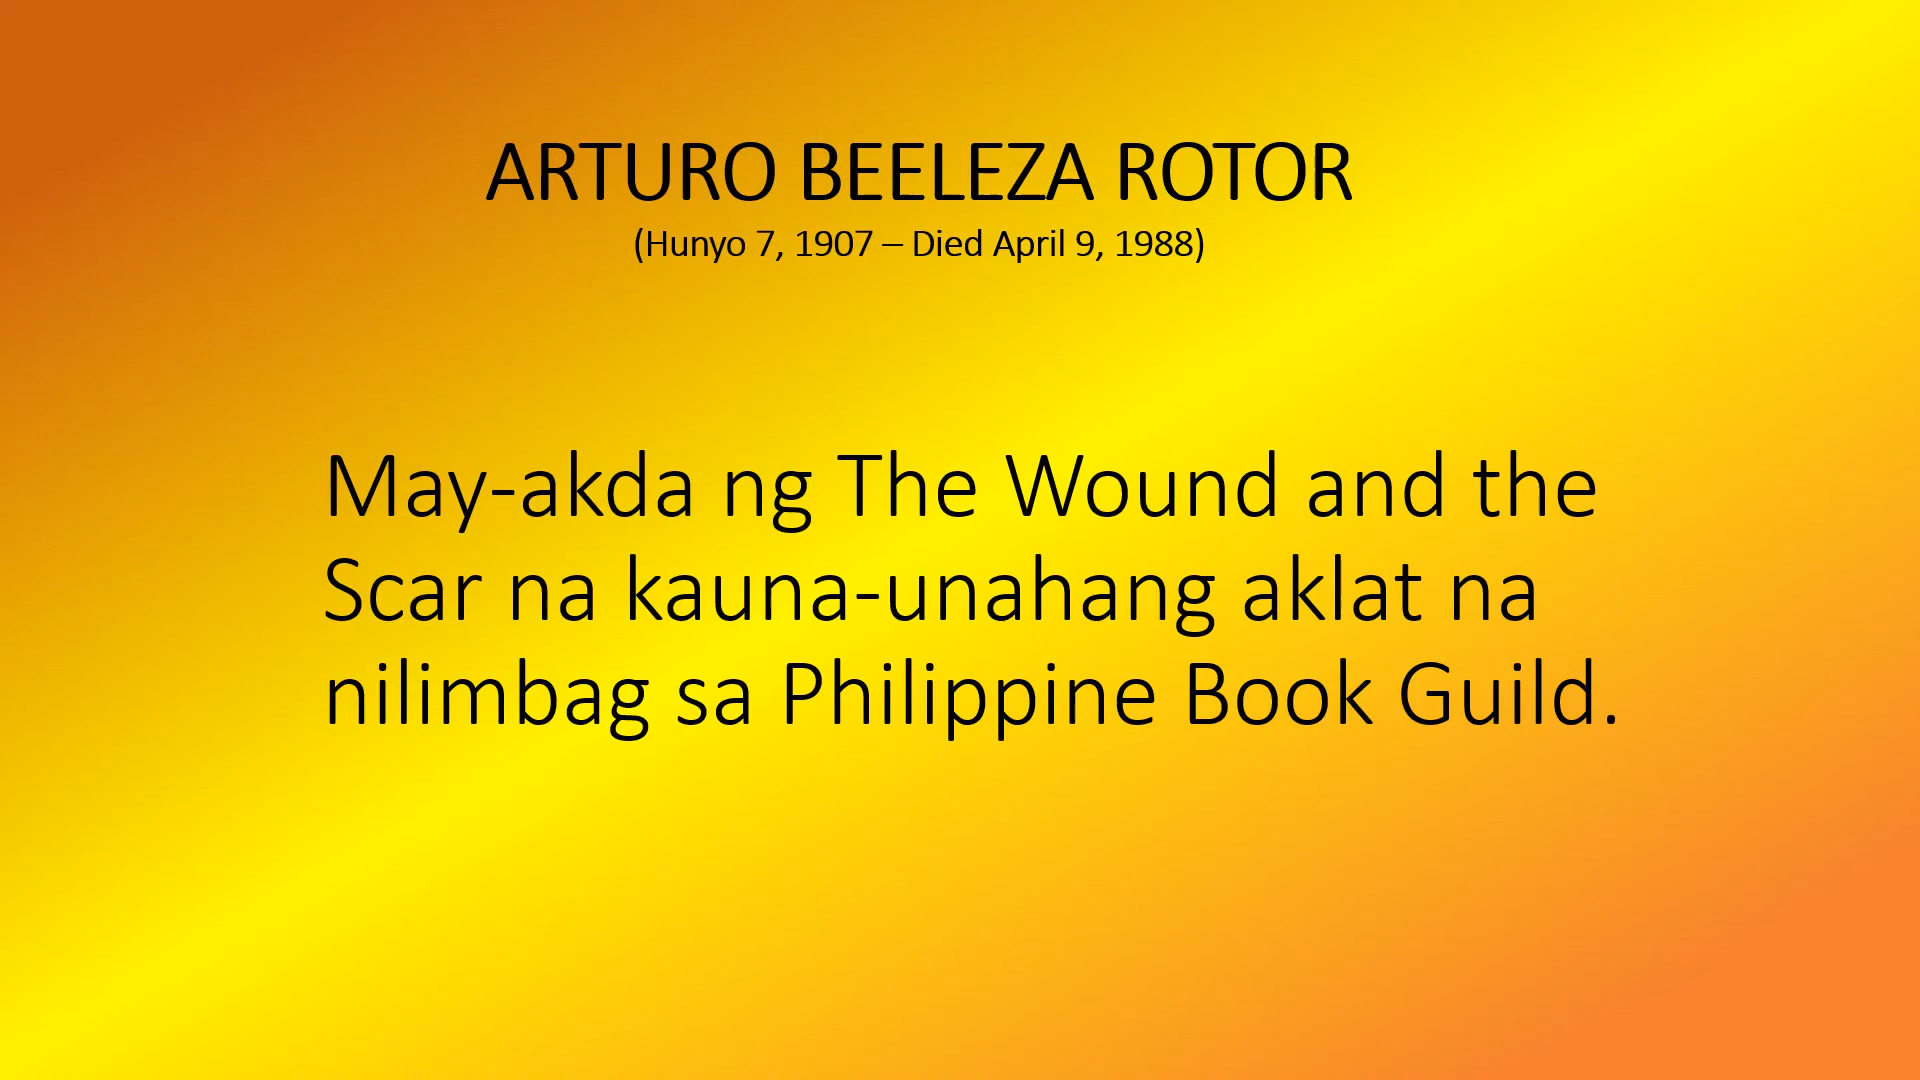 ARTURO BEELEZA ROTOR
(Hunyo 7, 1907 – Died April 9, 1988)
May-akda ng The Wound and the
Scar na kauna-unahang aklat na
nilimbag sa Philippine Book Guild.